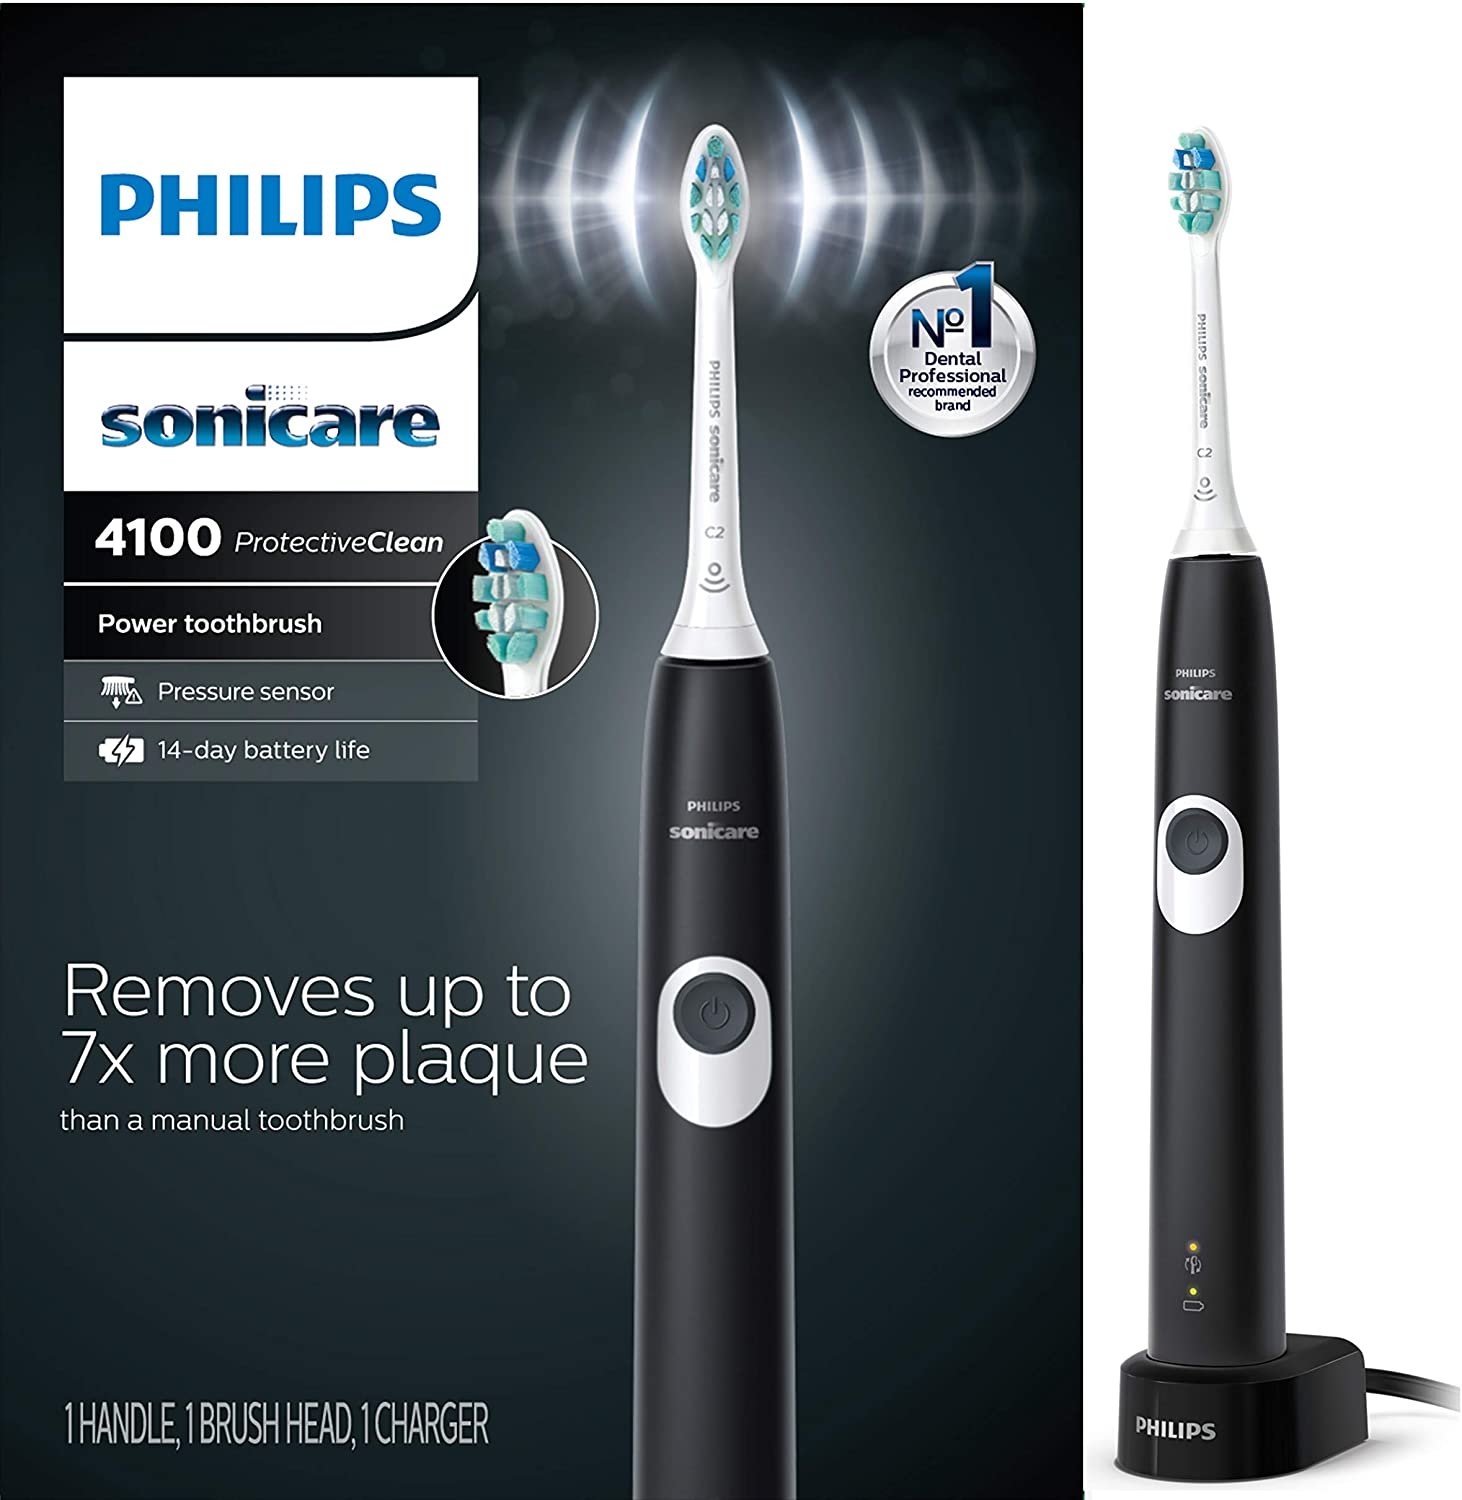 PHILIPS
sonicare
4100 ProtectiveClean
Power toothbrush
Pressure sensor
14-day battery life
Nº1
Dental
Professional
recommended
brand
PHILIPS sonicare
C2
PHILIPS
sonicare
Removes up to
7x more plaque
than a manual toothbrush
1 HANDLE, 1 BRUSH HEAD, 1 CHARGER
PHILIPS sonicare
C2
PHILIPS
sonicare
PHILIPS